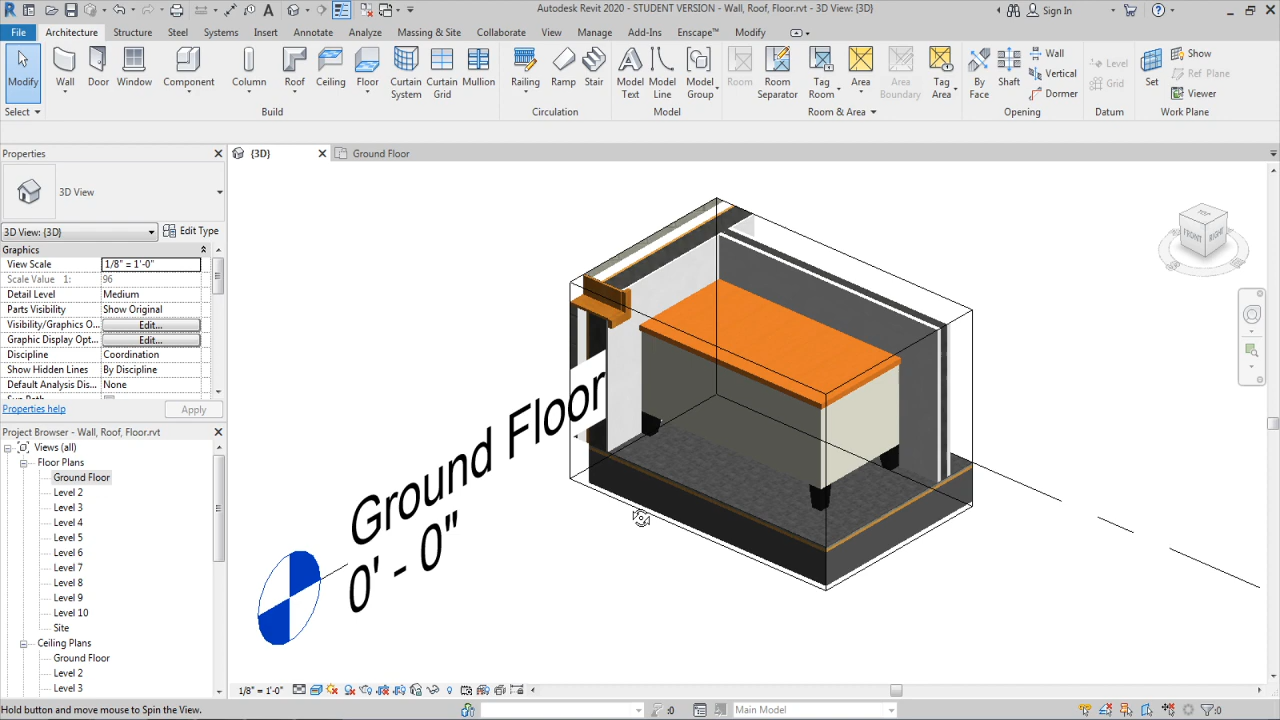 Autodesk Revit 2020 - STUDENT VERSION - Wall, Roof, Floor.rvt - 3D View: {3D}
Sign In
File Architecture Structure Steel Systems Insert Annotate Analyze Massing & Site Collaborate View Manage Add-Ins Enscape™ Modify
Modify
Wall
Door
Window
Component
Column
Roof
Ceiling
Floor
Curtain System
Curtain Grid
Mullion
Railing
Ramp
Stair
Model Text
Model Line
Model Group
Room
Room Separator
Tag Room
Area
Area Boundary
Tag Area
By Face
Shaft
Wall
Vertical
Dormer
Level
Grid
Set
Show
Ref Plane
Viewer
Select
Build
Circulation
Model
Room & Area
Opening
Datum
Work Plane
Properties
{3D}
Ground Floor
3D View
3D View: {3D}
Edit Type
Graphics
View Scale 1/8" = 1'-0"
Scale Value 1: 96
Detail Level Medium
Parts Visibility Show Original
Visibility/Graphics O... Edit...
Graphic Display Opt... Edit...
Discipline Coordination
Show Hidden Lines By Discipline
Default Analysis Dis... None
Properties help
Apply
Project Browser - Wall, Roof, Floor.rvt
Views (all)
Floor Plans
Ground Floor
Level 2
Level 3
Level 4
Level 5
Level 6
Level 7
Level 8
Level 9
Level 10
Site
Ceiling Plans
Ground Floor
Level 2
Level 3
Ground Floor
0' - 0"
FRONT
RIGHT
1/8" = 1'-0"
Hold button and move mouse to Spin the View.
:0
Main Model
:0